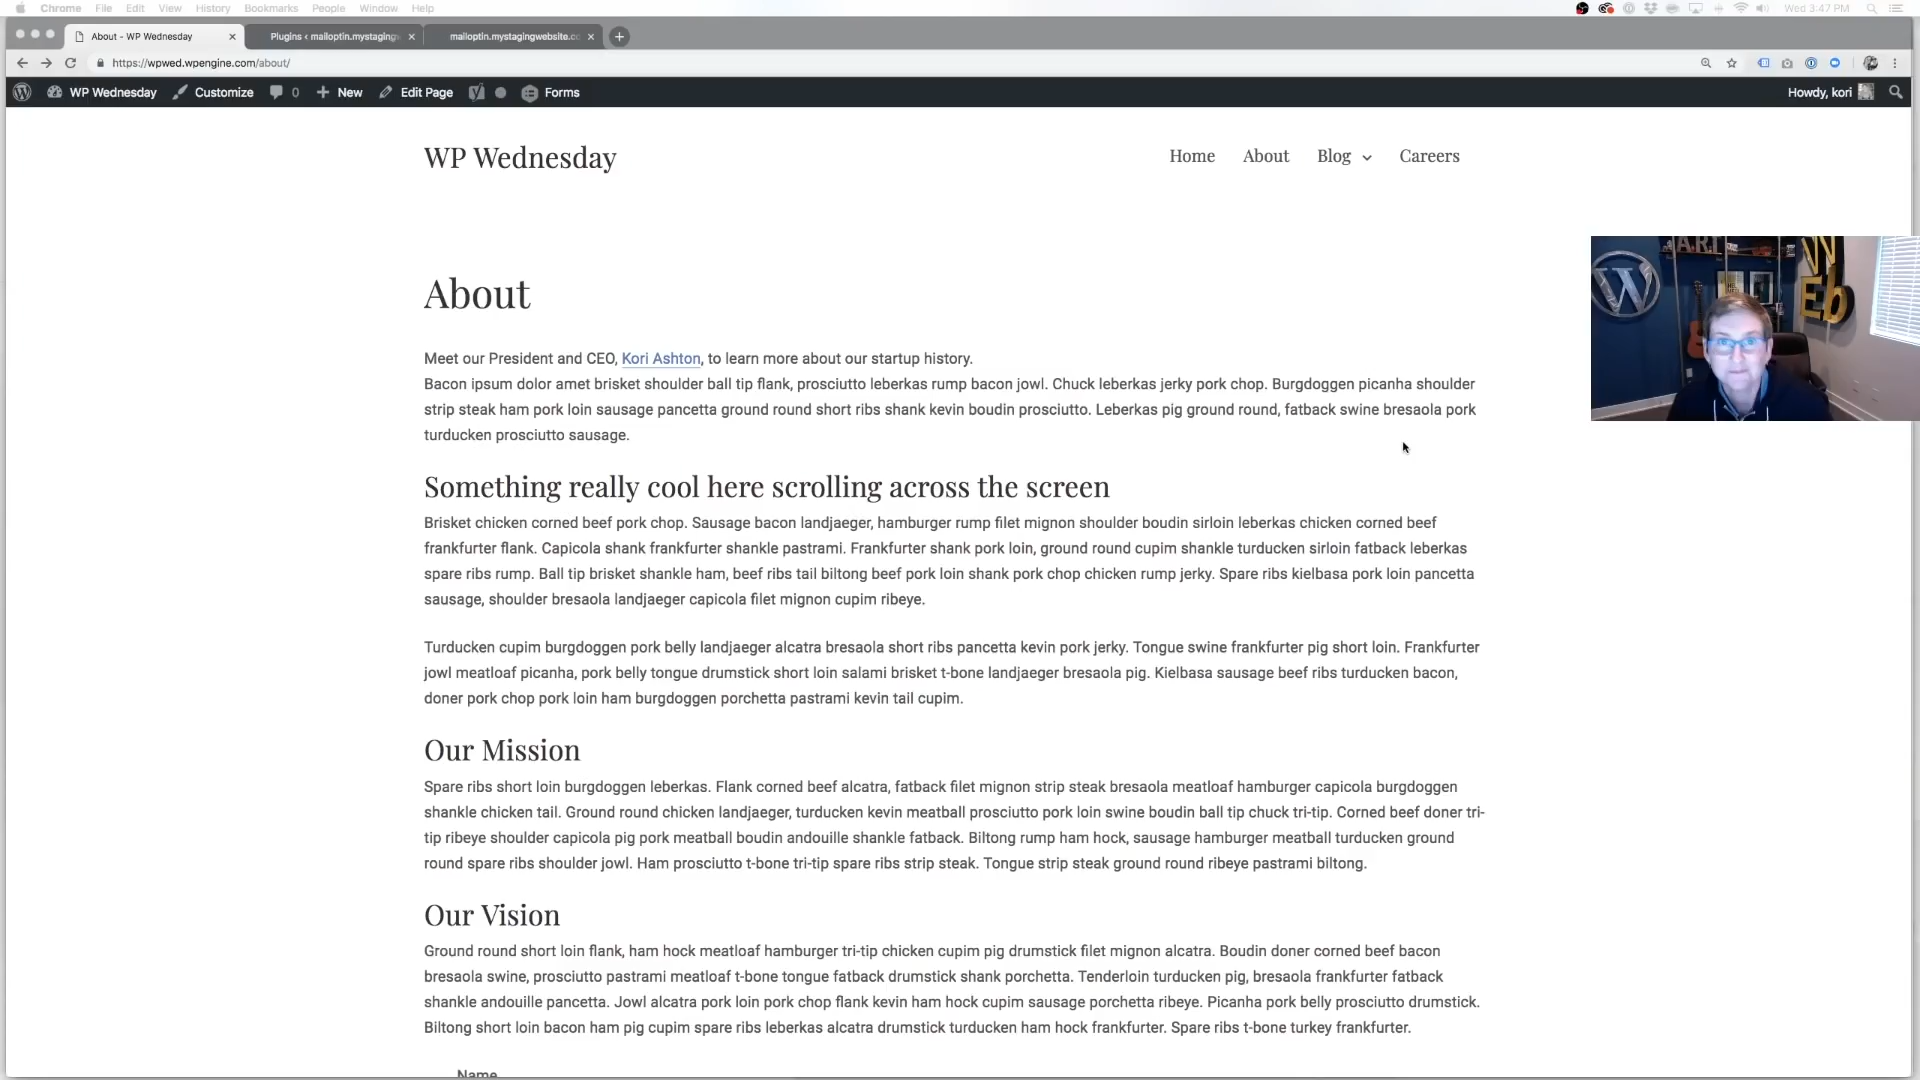 Chrome File Edit View History Bookmarks People Window Help Wed 3:47 PM
About - WP Wednesday Plugins ‹ mailoptin.mystaging mailoptin.mystagingwebsite.co
https://wpwed.wpengine.com/about/
WP Wednesday Customize 0 New Edit Page Forms Howdy, kori
WP Wednesday
Home About Blog Careers
About
Meet our President and CEO, Kori Ashton, to learn more about our startup history.
Bacon ipsum dolor amet brisket shoulder ball tip flank, prosciutto leberkas rump bacon jowl. Chuck leberkas jerky pork chop. Burgdoggen picanha shoulder
strip steak ham pork loin sausage pancetta ground round short ribs shank kevin boudin prosciutto. Leberkas pig ground round, fatback swine bresaola pork
turducken prosciutto sausage.
Something really cool here scrolling across the screen
Brisket chicken corned beef pork chop. Sausage bacon landjaeger, hamburger rump filet mignon shoulder boudin sirloin leberkas chicken corned beef
frankfurter flank. Capicola shank frankfurter shankle pastrami. Frankfurter shank pork loin, ground round cupim shankle turducken sirloin fatback leberkas
spare ribs rump. Ball tip brisket shankle ham, beef ribs tail biltong beef pork loin shank pork chop chicken rump jerky. Spare ribs kielbasa pork loin pancetta
sausage, shoulder bresaola landjaeger capicola filet mignon cupim ribeye.
Turducken cupim burgdoggen pork belly landjaeger alcatra bresaola short ribs pancetta kevin pork jerky. Tongue swine frankfurter pig short loin. Frankfurter
jowl meatloaf picanha, pork belly tongue drumstick short loin salami brisket t-bone landjaeger bresaola pig. Kielbasa sausage beef ribs turducken bacon,
doner pork chop pork loin ham burgdoggen porchetta pastrami kevin tail cupim.
Our Mission
Spare ribs short loin burgdoggen leberkas. Flank corned beef alcatra, fatback filet mignon strip steak bresaola meatloaf hamburger capicola burgdoggen
shankle chicken tail. Ground round chicken landjaeger, turducken kevin meatball prosciutto pork loin swine boudin ball tip chuck tri-tip. Corned beef doner tri-
tip ribeye shoulder capicola pig pork meatball boudin andouille shankle fatback. Biltong rump ham hock, sausage hamburger meatball turducken ground
round spare ribs shoulder jowl. Ham prosciutto t-bone tri-tip spare ribs strip steak. Tongue strip steak ground round ribeye pastrami biltong.
Our Vision
Ground round short loin flank, ham hock meatloaf hamburger tri-tip chicken cupim pig drumstick filet mignon alcatra. Boudin doner corned beef bacon
bresaola swine, prosciutto pastrami meatloaf t-bone tongue fatback drumstick shank porchetta. Tenderloin turducken pig, bresaola frankfurter fatback
shankle andouille pancetta. Jowl alcatra pork loin pork chop flank kevin ham hock cupim sausage porchetta ribeye. Picanha pork belly prosciutto drumstick.
Biltong short loin bacon ham pig cupim spare ribs leberkas alcatra drumstick turducken ham hock frankfurter. Spare ribs t-bone turkey frankfurter.
Name